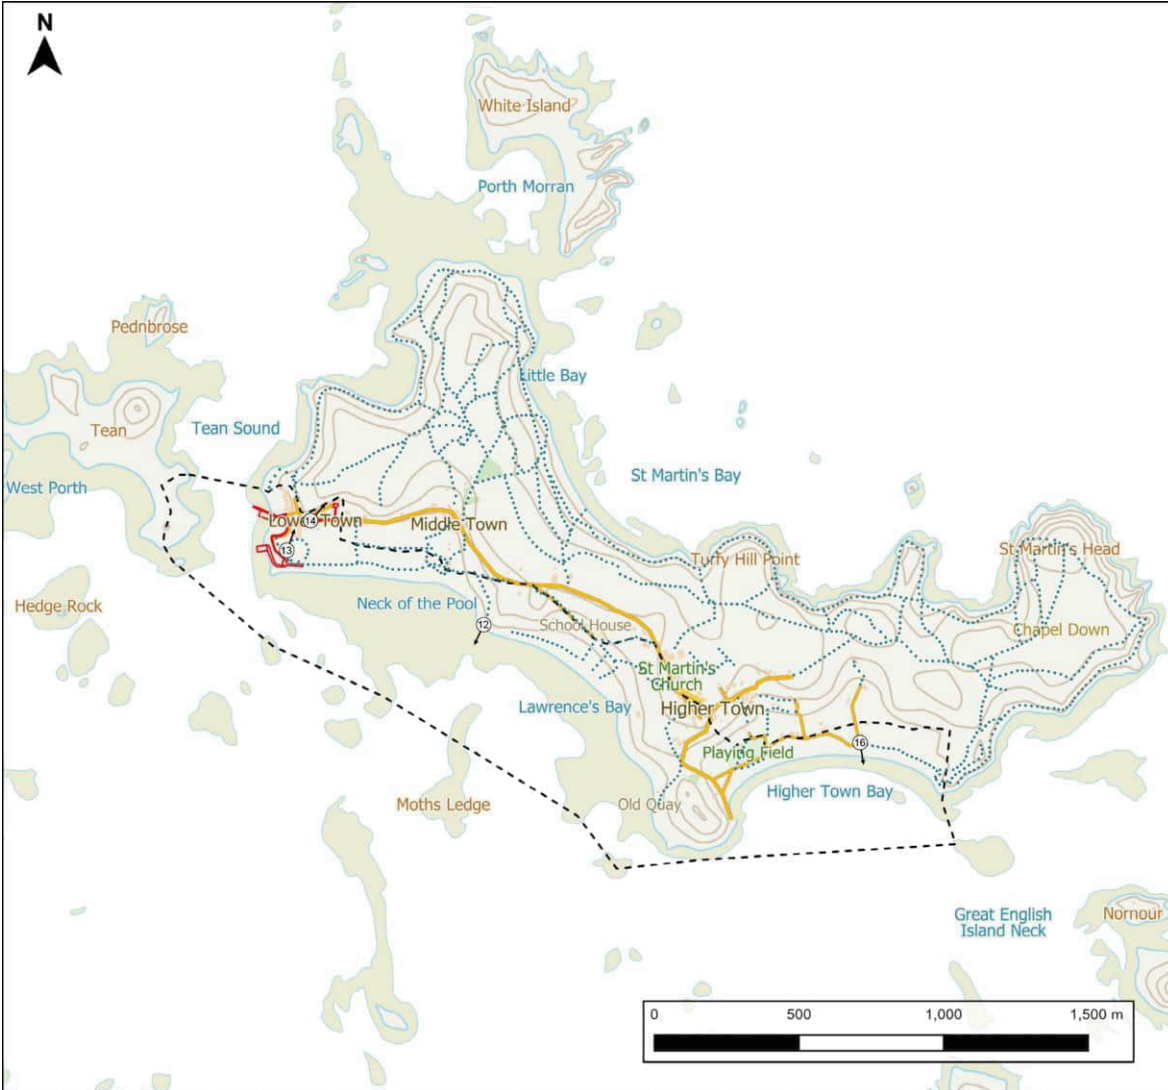 N
White Island
Porth Morran
Pednbrose
Little Bay
Tean
Tean Sound
West Porth
St Martin's Bay
14
Lower Town
Middle Town
13
Turfy Hill Point
St Martin's Head
Hedge Rock
Neck of the Pool
12
School House
Chapel Down
St Martin's
Church
Lawrence's Bay
Higher Town
16
Playing Field
Moths Ledge
Old Quay
Higher Town Bay
Great English
Island Neck
Nornour
0 500 1,000 1,500 m